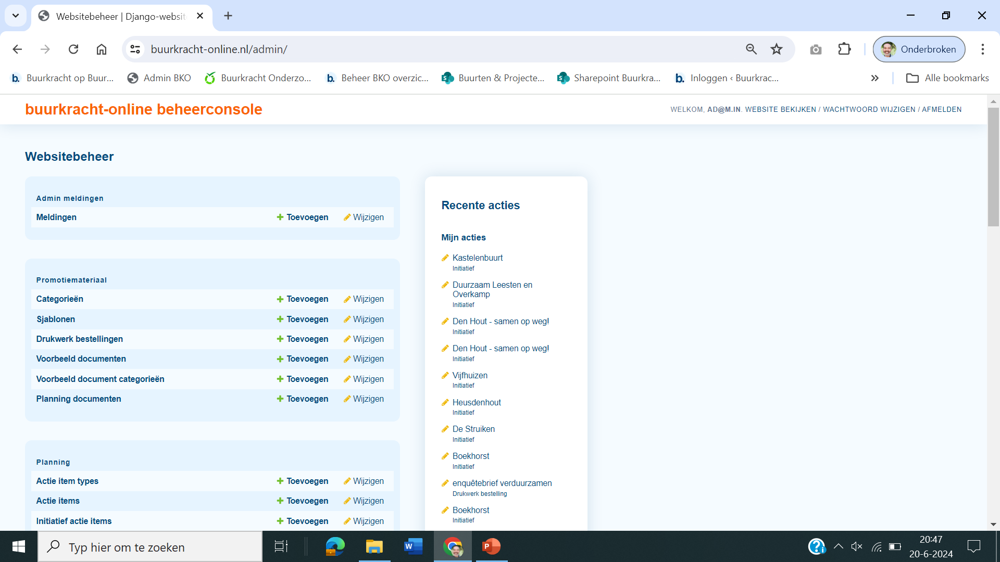 Websitebeheer | Django-websit
buurkracht-online.nl/admin/
Onderbroken
b. Buurkracht op Buur...
Admin BKO
Buurkracht Onderzo...
b. Beheer BKO overzic...
Buurten & Projecte...
Sharepoint Buurkra...
b. Inloggen ‹ Buurkrac...
Alle bookmarks
buurkracht-online beheerconsole
WELKOM, AD@M.IN. WEBSITE BEKIJKEN / WACHTWOORD WIJZIGEN / AFMELDEN
Websitebeheer
Admin meldingen
Meldingen Toevoegen Wijzigen
Promotiemateriaal
Categorieën Toevoegen Wijzigen
Sjablonen Toevoegen Wijzigen
Drukwerk bestellingen Toevoegen Wijzigen
Voorbeeld documenten Toevoegen Wijzigen
Voorbeeld document categorieën Toevoegen Wijzigen
Planning documenten Toevoegen Wijzigen
Planning
Actie item types Toevoegen Wijzigen
Actie items Toevoegen Wijzigen
Initiatief actie items Toevoegen Wijzigen
Recente acties
Mijn acties
Kastelenbuurt
Initiatief
Duurzaam Leesten en
Overkamp
Initiatief
Den Hout - samen op weg!
Initiatief
Den Hout - samen op weg!
Initiatief
Vijfhuizen
Initiatief
Heusdenhout
Initiatief
De Struiken
Initiatief
Boekhorst
Initiatief
enquêtebrief verduurzamen
Drukwerk bestelling
Boekhorst
Initiatief
Typ hier om te zoeken
20:47
20-6-2024